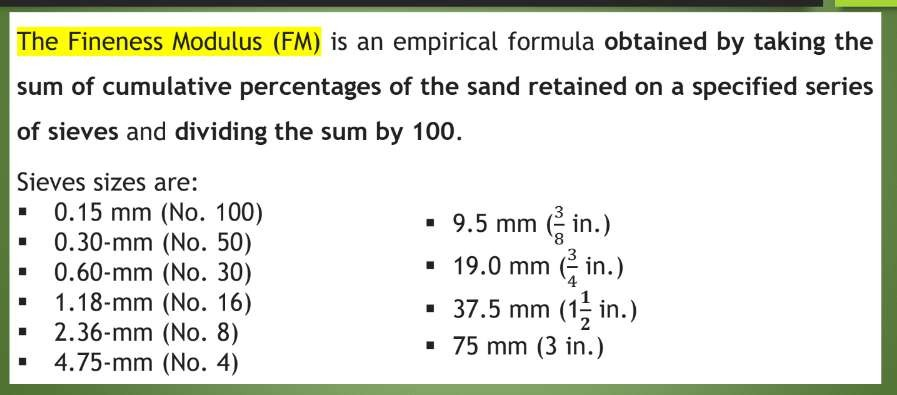 The Fineness Modulus (FM) is an empirical formula obtained by taking the
sum of cumulative percentages of the sand retained on a specified series
of sieves and dividing the sum by 100.
Sieves sizes are:
▪ 0.15 mm (No. 100)
▪ 0.30-mm (No. 50)
▪ 0.60-mm (No. 30)
▪ 1.18-mm (No. 16)
▪ 2.36-mm (No. 8)
▪ 4.75-mm (No. 4)
▪ 9.5 mm (3/8 in.)
▪ 19.0 mm (3/4 in.)
▪ 37.5 mm (1 1/2 in.)
▪ 75 mm (3 in.)